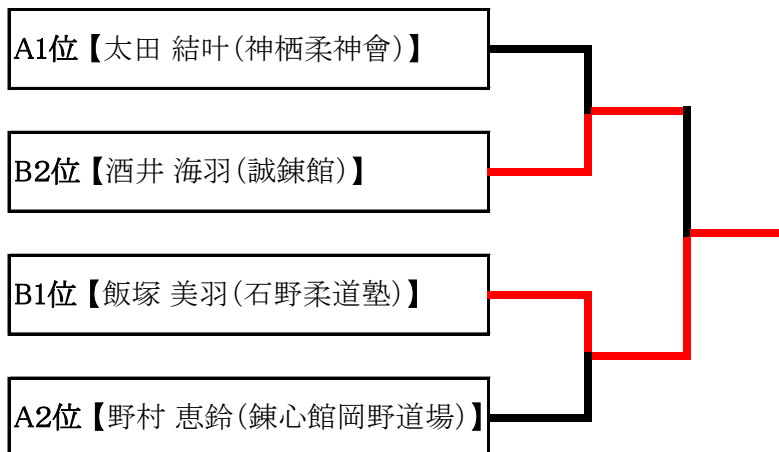 A1位【太田 結叶(神栖柔神會)】
B2位【酒井 海羽(誠錬館)】
B1位【飯塚 美羽(石野柔道塾)】
A2位【野村 恵鈴(錬心館岡野道場)】